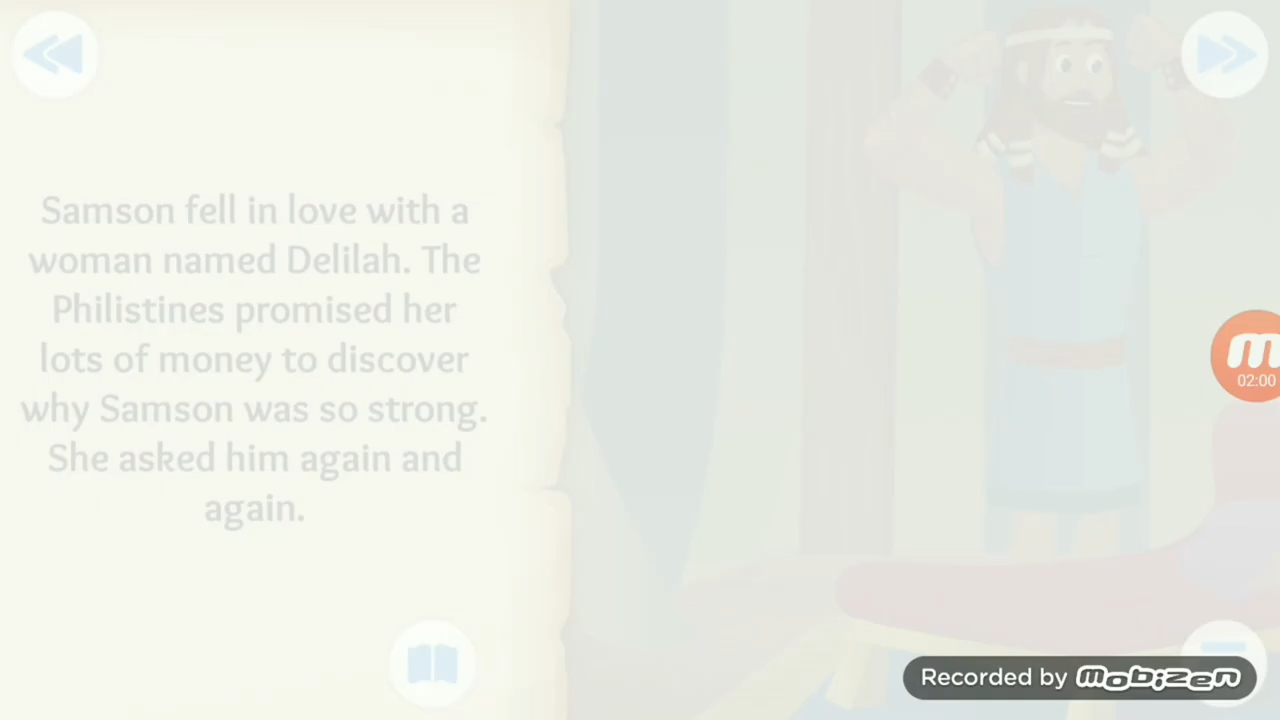 Samson fell in love with a
woman named Delilah. The
Philistines promised her
lots of money to discover
why Samson was so strong.
She asked him again and
again.
02:00
Recorded by mobizen